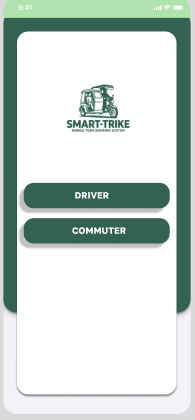 9:41
SMART-TRIKE
MOBILE TODA BOOKING SYSTEM
DRIVER
COMMUTER